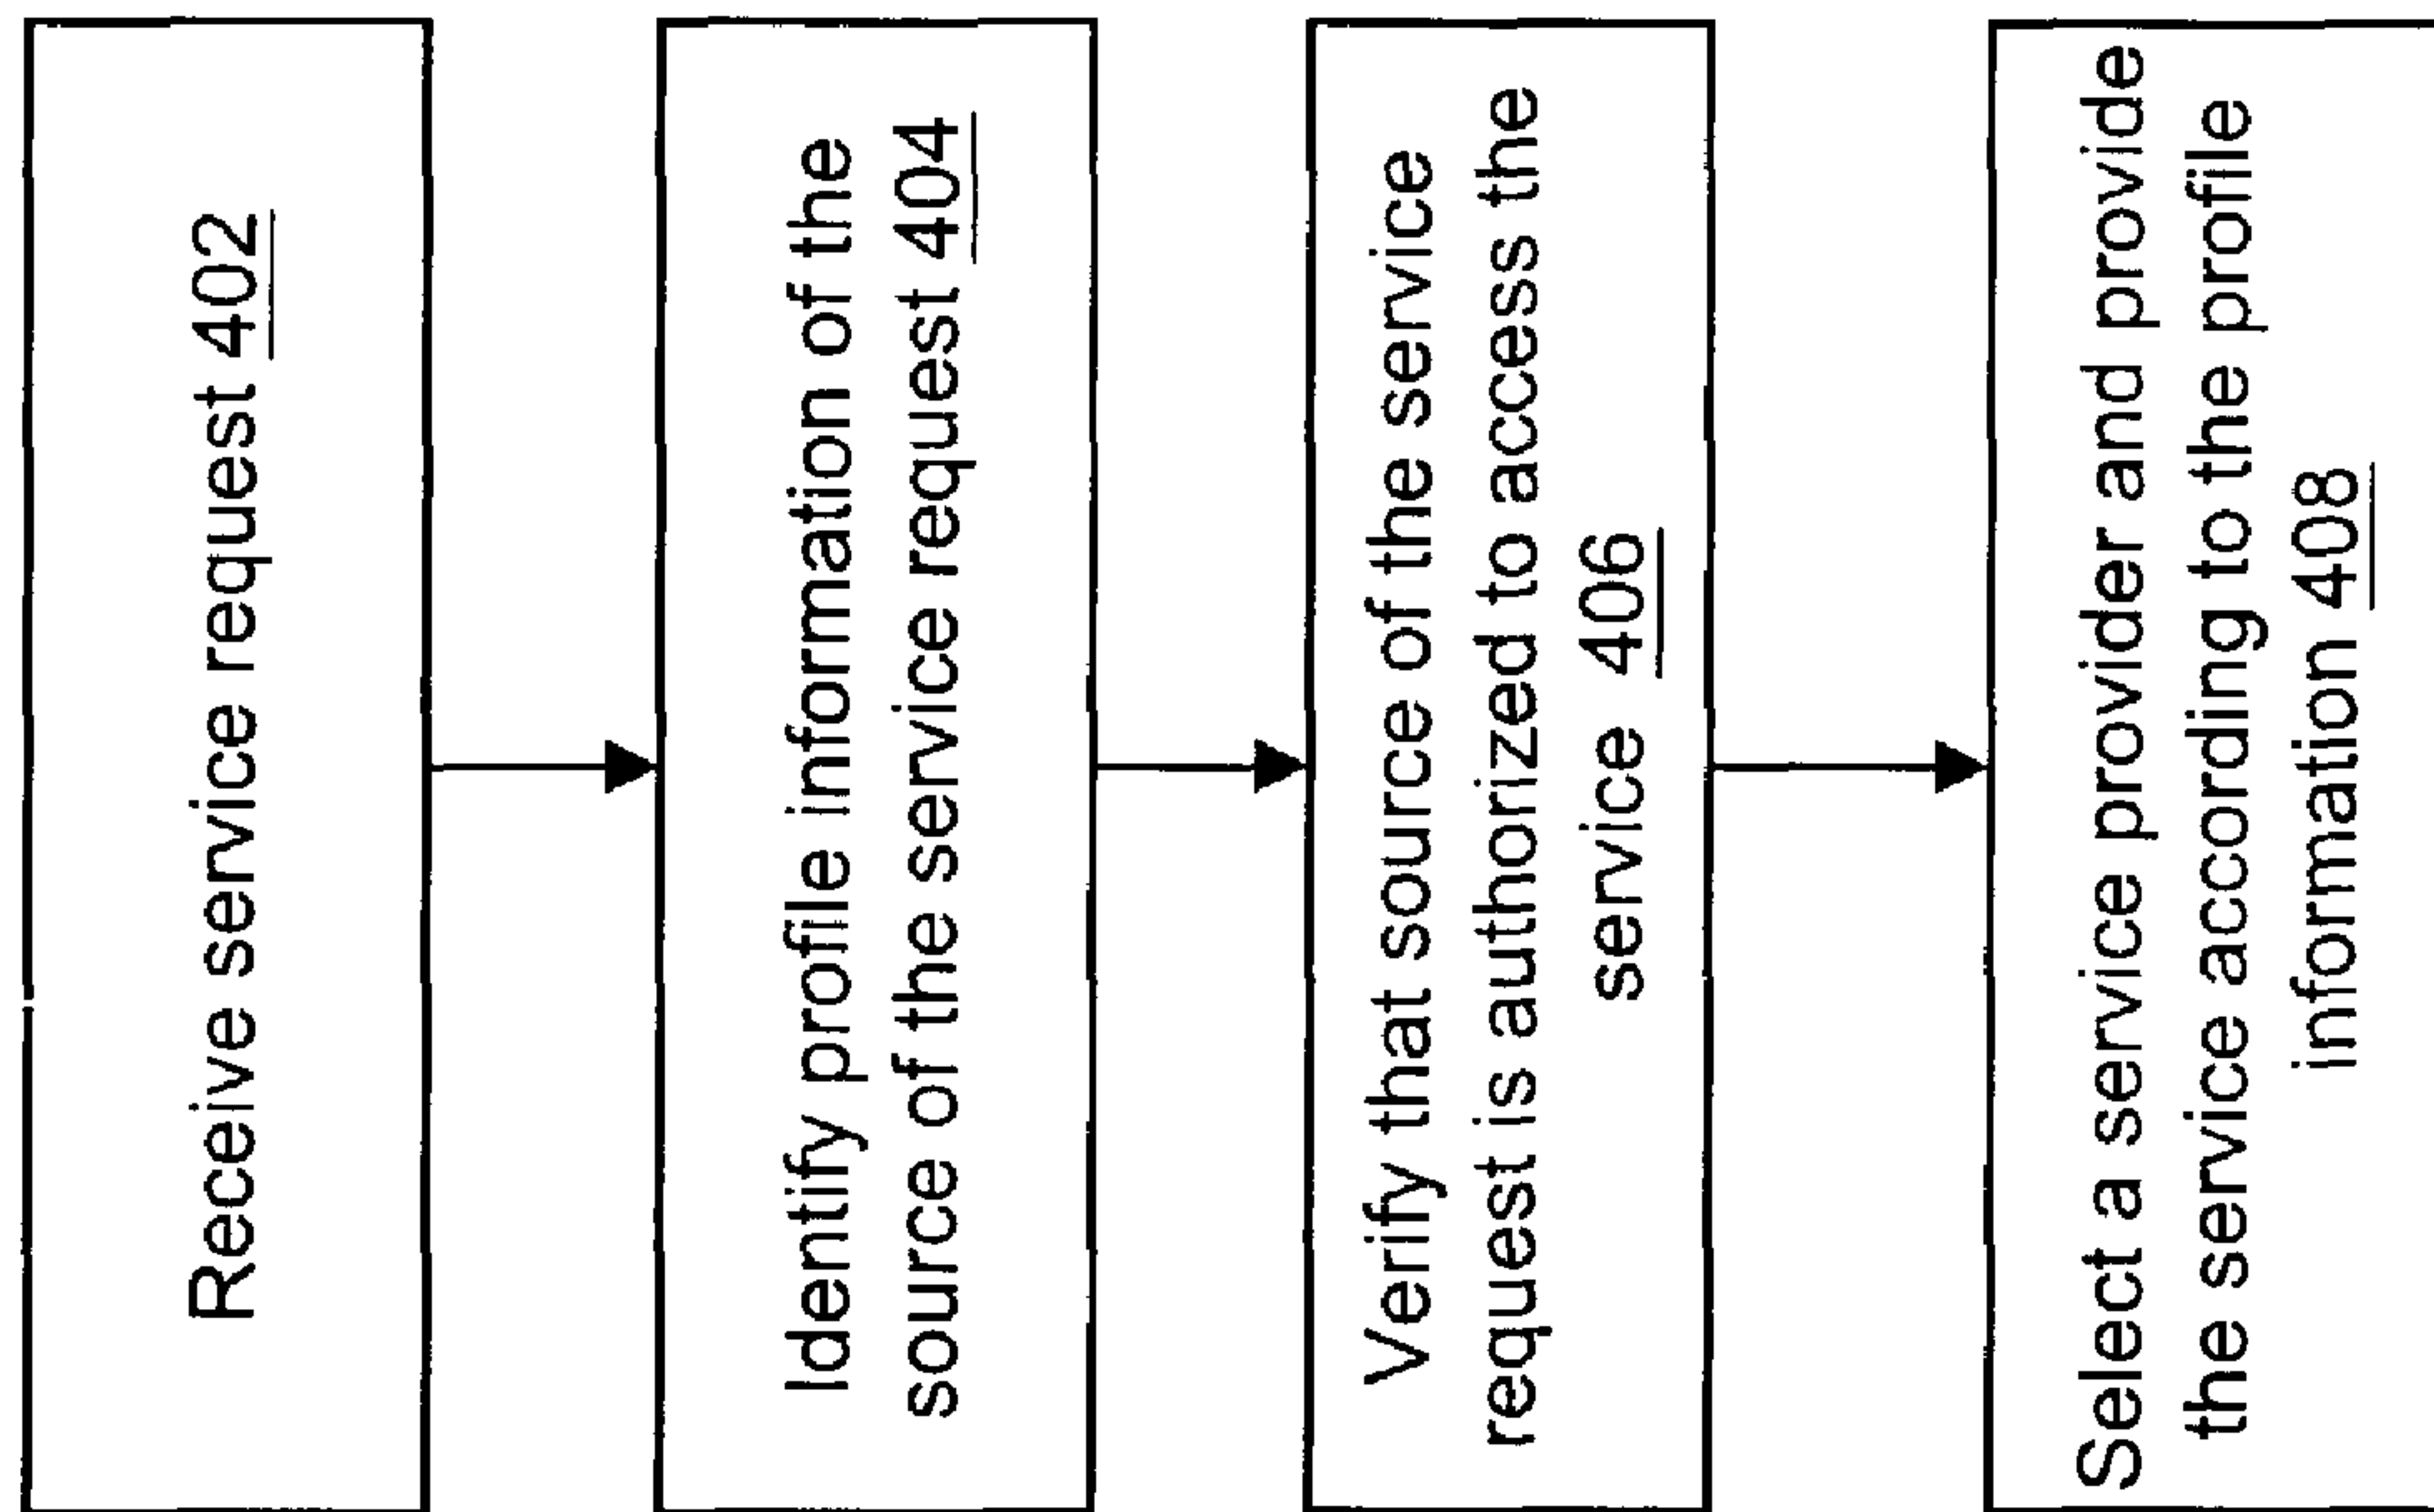 Receive service request 402
Identify profile information of the
source of the service request 404
Verify that source of the service
request is authorized to access the
service 406
Select a service provider and provide
the service according to the profile
information 408